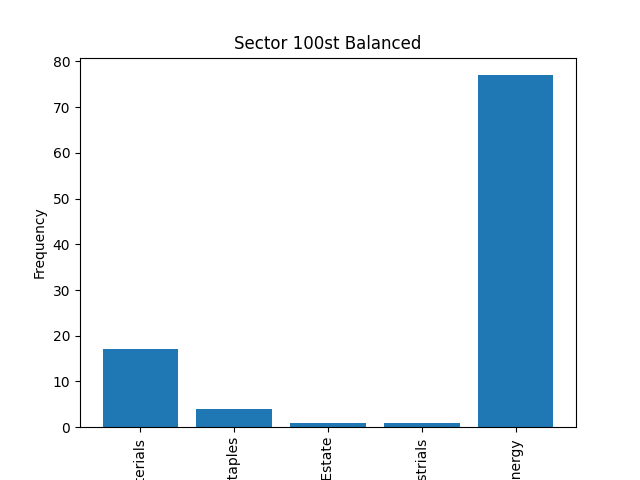 Sector 100st Balanced
Frequency
80
70
60
50
40
30
20
10
0
terials
taples
Estate
strials
nergy